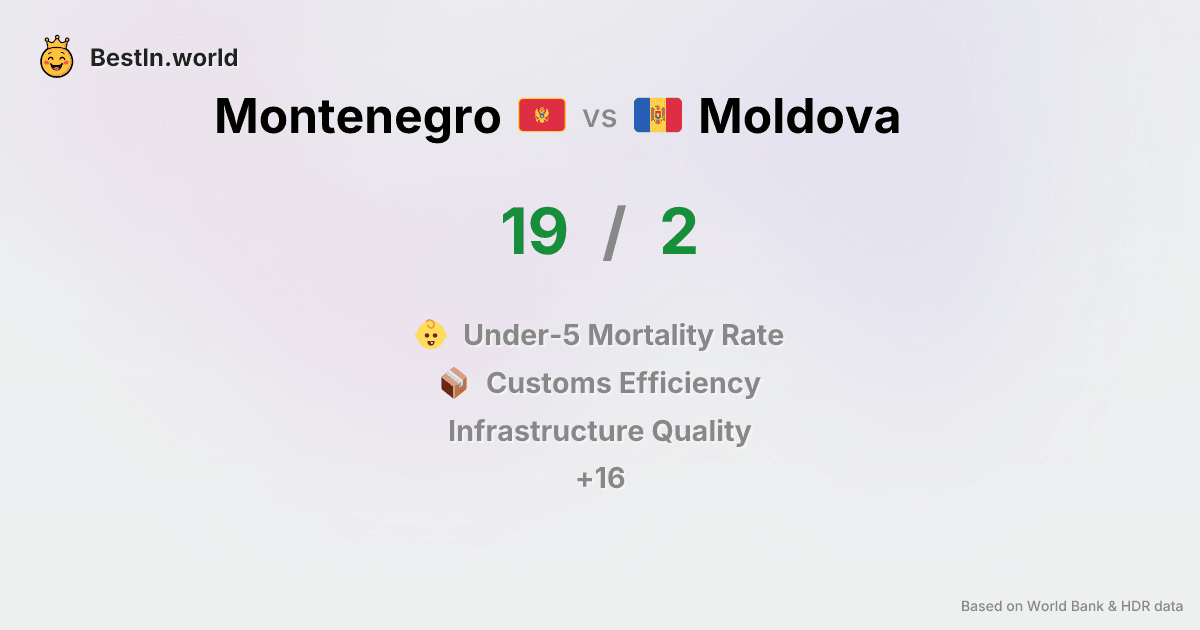 BestIn.world
Montenegro vs Moldova
19 / 2
Under-5 Mortality Rate
Customs Efficiency
Infrastructure Quality
+16
Based on World Bank & HDR data